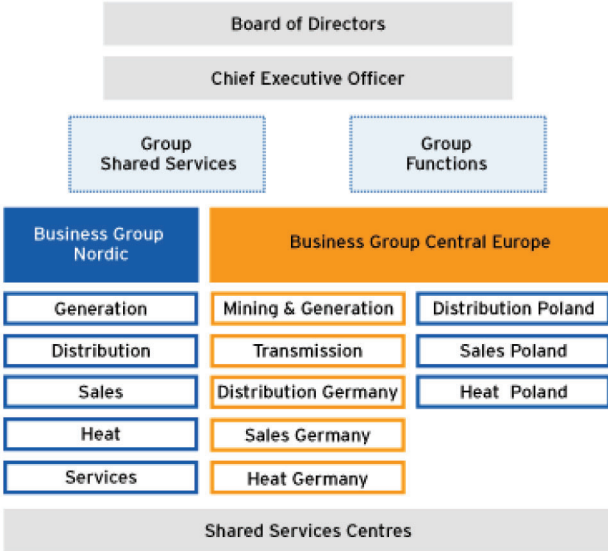 Board of Directors
Chief Executive Officer
Group
Shared Services
Group
Functions
Business Group
Nordic
Business Group Central Europe
Generation
Mining & Generation
Distribution Poland
Distribution
Transmission
Sales Poland
Sales
Distribution Germany
Heat Poland
Heat
Sales Germany
Services
Heat Germany
Shared Services Centres